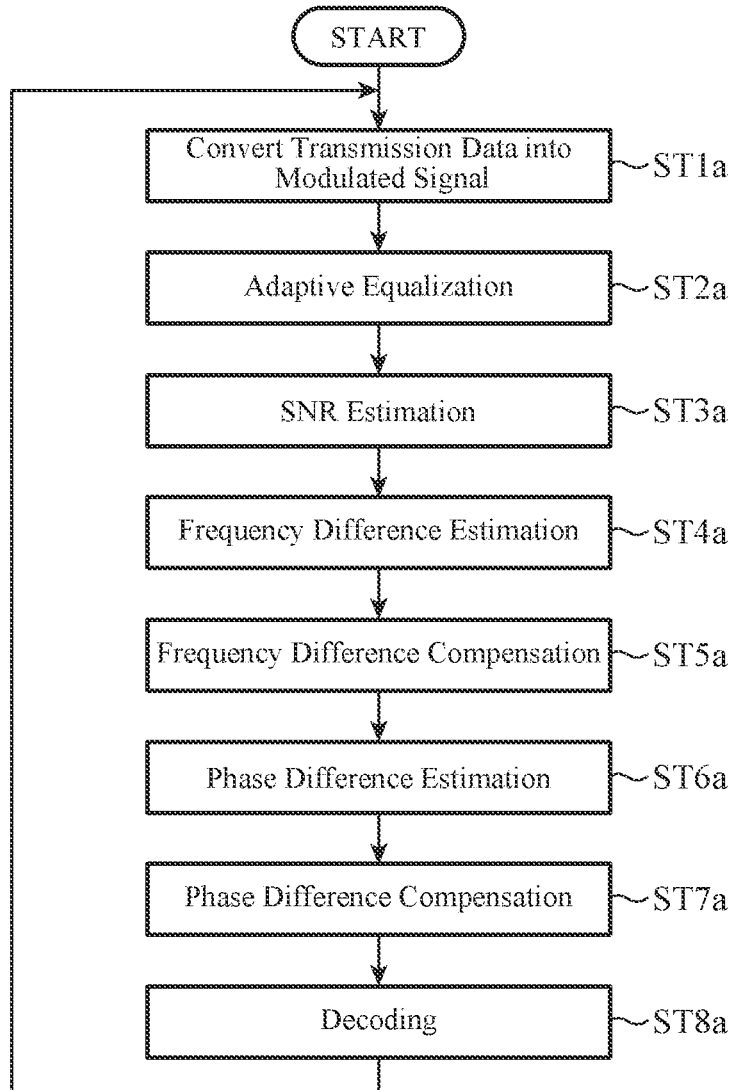 START
Convert Transmission Data into
Modulated Signal
ST1a
Adaptive Equalization
ST2a
SNR Estimation
ST3a
Frequency Difference Estimation
ST4a
Frequency Difference Compensation
ST5a
Phase Difference Estimation
ST6a
Phase Difference Compensation
ST7a
Decoding
ST8a